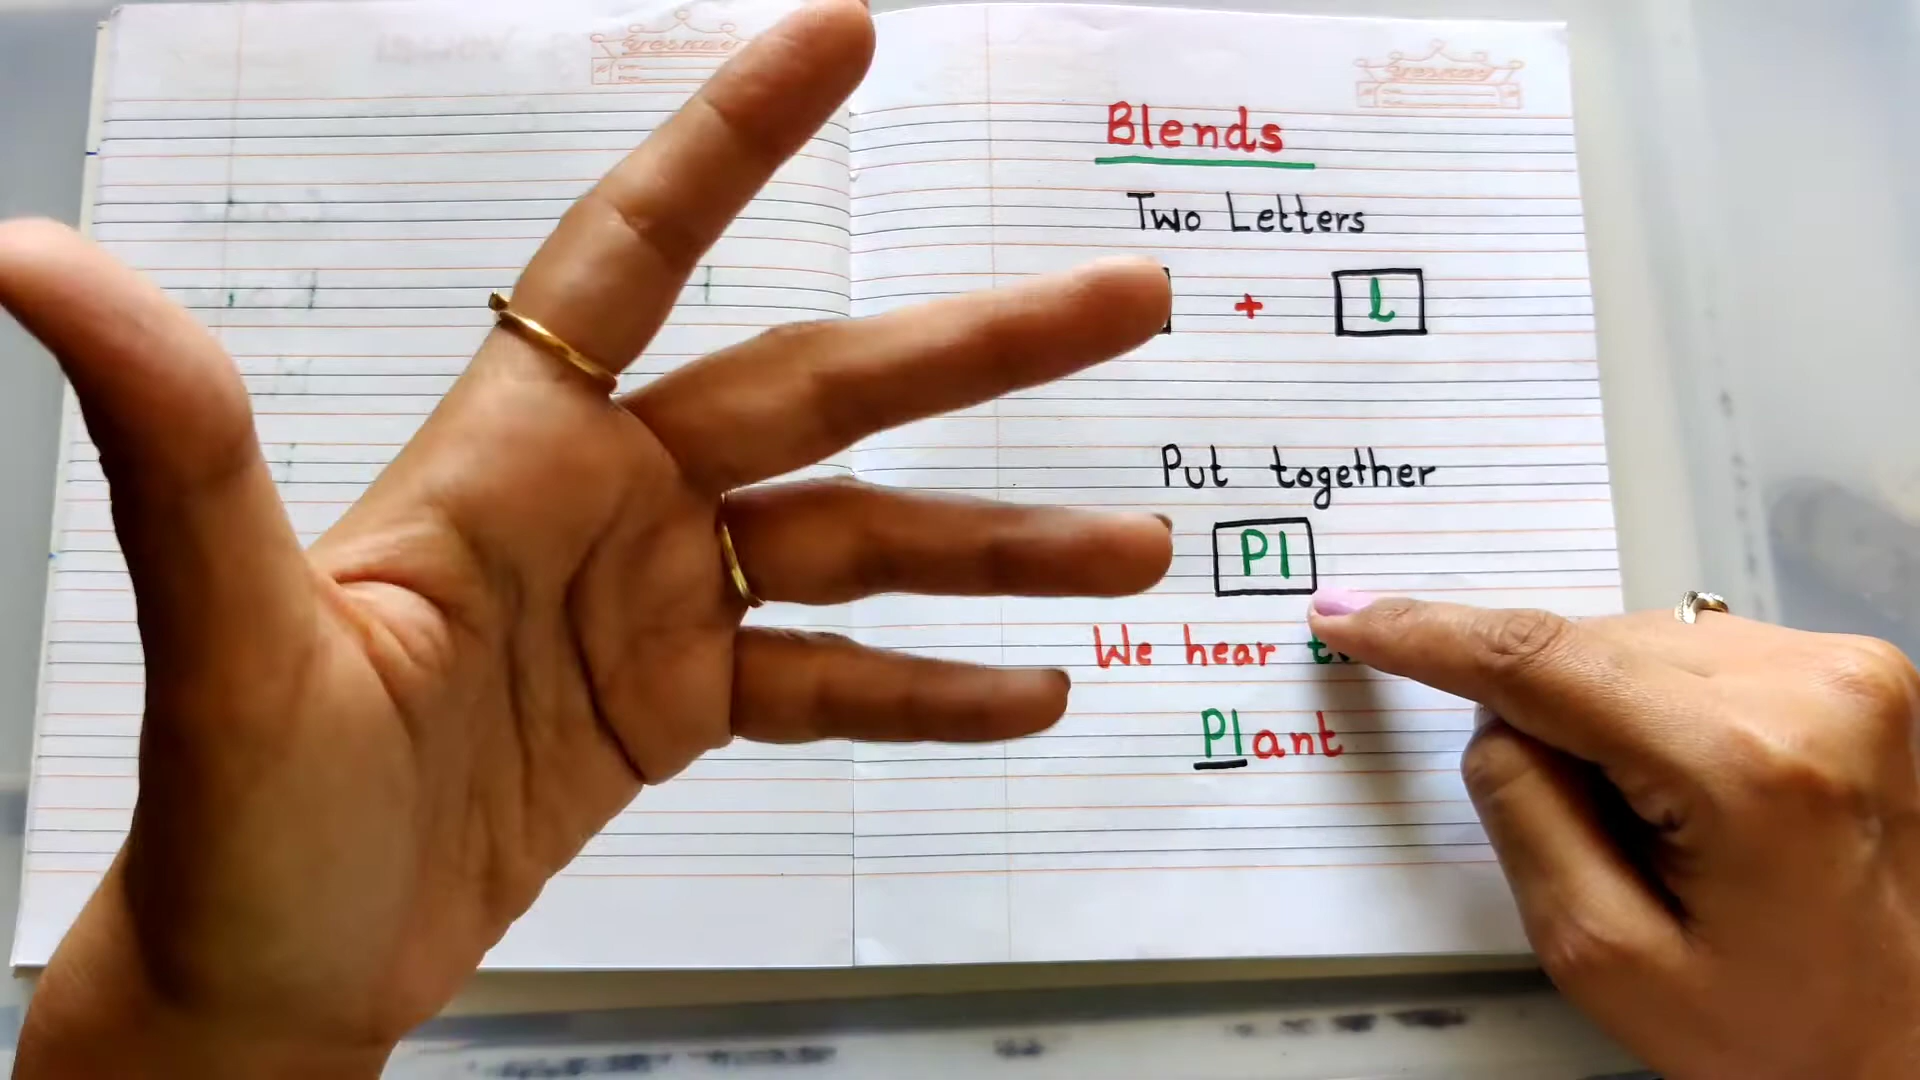 Blends
Two Letters
+ l
Put together
Pl
We hear
Plant